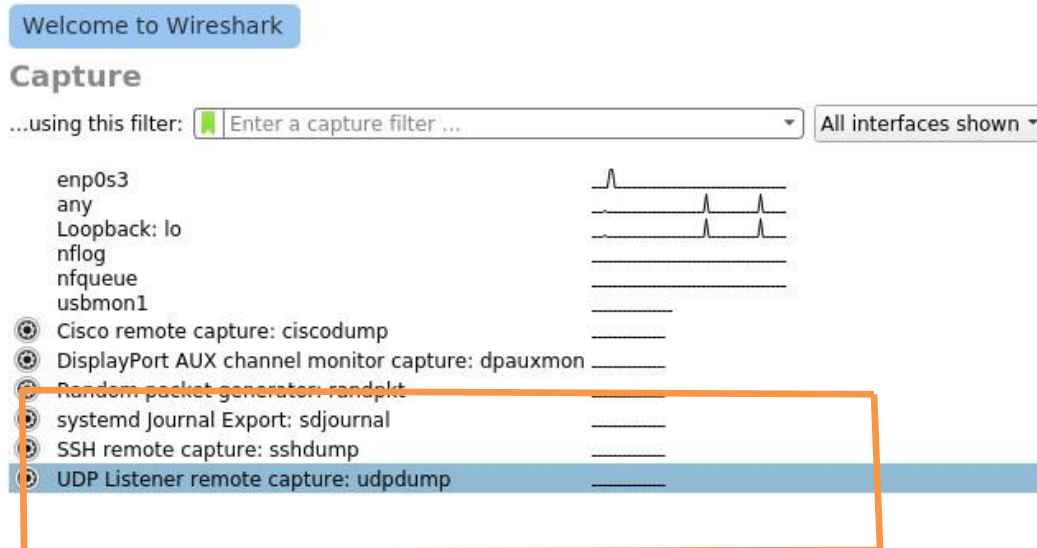 Welcome to Wireshark
Capture
...using this filter: Enter a capture filter ... All interfaces shown
enp0s3
any
Loopback: lo
nflog
nfqueue
usbmon1
Cisco remote capture: ciscodump
DisplayPort AUX channel monitor capture: dpauxmon
Random packet generator: randpkt
systemd Journal Export: sdjournal
SSH remote capture: sshdump
UDP Listener remote capture: udpdump